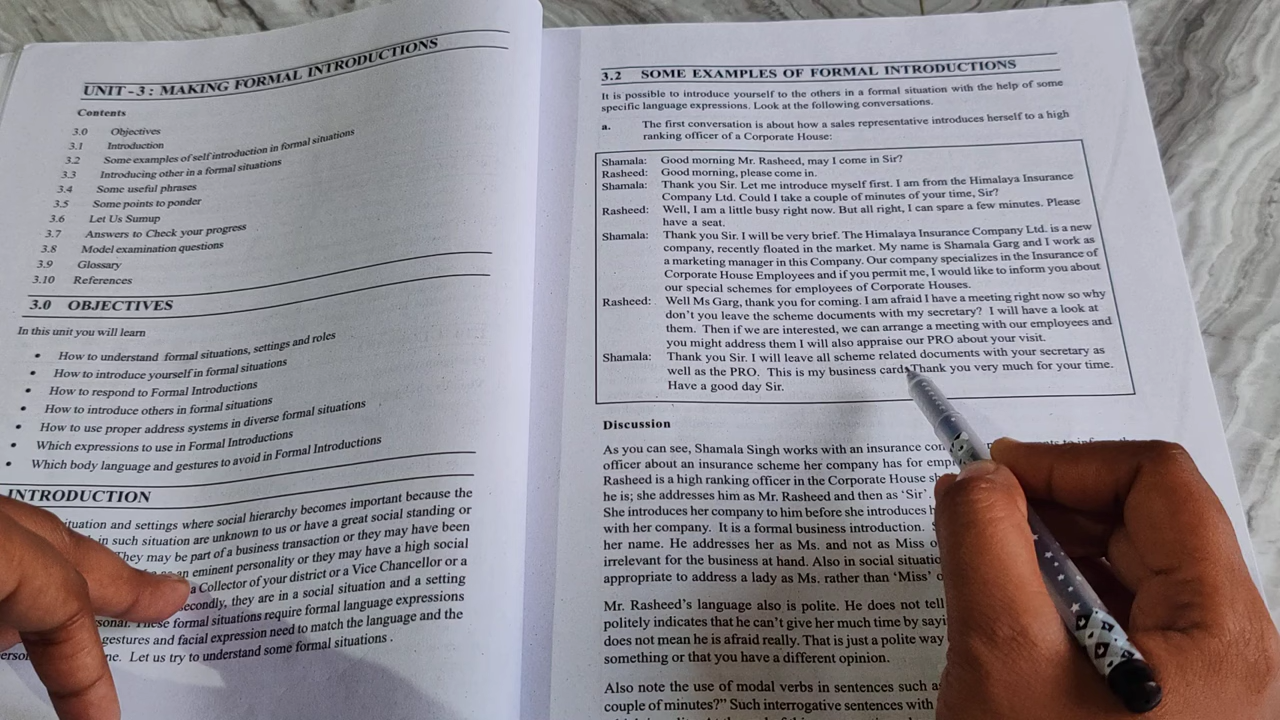 UNIT - 3 : MAKING FORMAL INTRODUCTIONS
Contents
3.0 Objectives
3.1 Introduction
3.2 Some examples of self introduction in formal situations
3.3 Introducing other in a formal situations
3.4 Some useful phrases
3.5 Some points to ponder
3.6 Let Us Sumup
3.7 Answers to Check your progress
3.8 Model examination questions
3.9 Glossary
3.10 References
3.0 OBJECTIVES
In this unit you will learn
• How to understand formal situations, settings and roles
• How to introduce yourself in formal situations
• How to respond to Formal Introductions
• How to introduce others in formal situations
• How to use proper address systems in diverse formal situations
• Which expressions to use in Formal Introductions
• Which body language and gestures to avoid in Formal Introductions
INTRODUCTION
ituation and settings where social hierarchy becomes important because the
in such situation are unknown to us or have a great social standing or
They may be part of a business transaction or they may have been
an eminent personality or they may have a high social
a Collector of your district or a Vice Chancellor or a
econdly, they are in a social situation and a setting
sonal. These formal situations require formal language expressions
gestures and facial expression need to match the language and the
ne. Let us try to understand some formal situations .
3.2 SOME EXAMPLES OF FORMAL INTRODUCTIONS
It is possible to introduce yourself to the others in a formal situation with the help of some
specific language expressions. Look at the following conversations.
a. The first conversation is about how a sales representative introduces herself to a high
ranking officer of a Corporate House:
Shamala: Good morning Mr. Rasheed, may I come in Sir?
Rasheed: Good morning, please come in.
Shamala: Thank you Sir. Let me introduce myself first. I am from the Himalaya Insurance
Company Ltd. Could I take a couple of minutes of your time, Sir?
Rasheed: Well, I am a little busy right now. But all right, I can spare a few minutes. Please
have a seat.
Shamala: Thank you Sir. I will be very brief. The Himalaya Insurance Company Ltd. is a new
company, recently floated in the market. My name is Shamala Garg and I work as
a marketing manager in this Company. Our company specializes in the Insurance of
Corporate House Employees and if you permit me, I would like to inform you about
our special schemes for employees of Corporate Houses.
Rasheed: Well Ms Garg, thank you for coming. I am afraid I have a meeting right now so why
don't you leave the scheme documents with my secretary? I will have a look at
them. Then if we are interested, we can arrange a meeting with our employees and
you might address them I will also appraise our PRO about your visit.
Shamala: Thank you Sir. I will leave all scheme related documents with your secretary as
well as the PRO. This is my business card. Thank you very much for your time.
Have a good day Sir.
Discussion
As you can see, Shamala Singh works with an insurance
officer about an insurance scheme her company has for
Rasheed is a high ranking officer in the Corporate House
he is; she addresses him as Mr. Rasheed and then as 'Sir'.
She introduces her company to him before she introduces
with her company. It is a formal business introduction.
her name. He addresses her as Ms. and not as Miss
irrelevant for the business at hand. Also in social
appropriate to address a lady as Ms. rather than 'Miss'
Mr. Rasheed's language also is polite. He does not tell
politely indicates that he can't give her much time by
does not mean he is afraid really. That is just a polite way
something or that you have a different opinion.
Also note the use of modal verbs in sentences such
couple of minutes?" Such interrogative sentences with